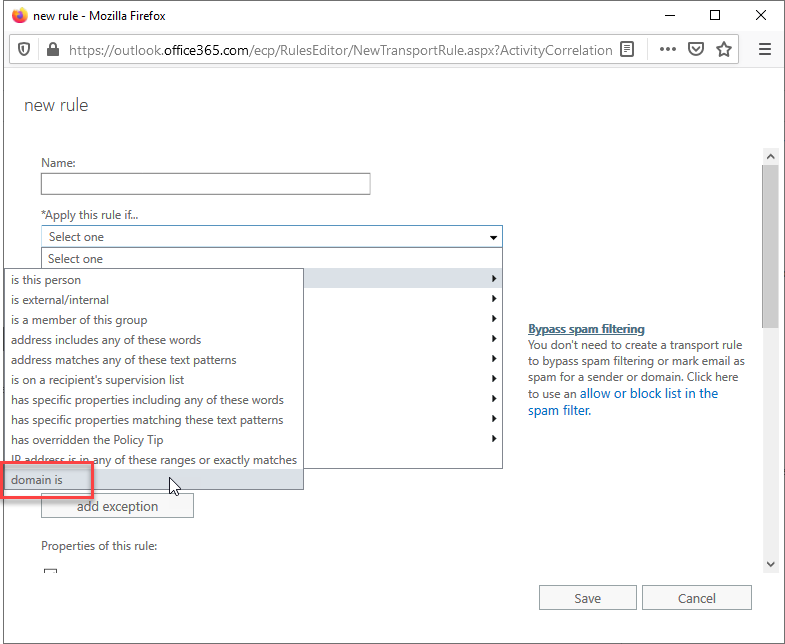 new rule - Mozilla Firefox
https://outlook.office365.com/ecp/RulesEditor/NewTransportRule.aspx?ActivityCorrelation
new rule
Name:
*Apply this rule if...
Select one
Select one
is this person
is external/internal
is a member of this group
address includes any of these words
address matches any of these text patterns
is on a recipient's supervision list
has specific properties including any of these words
has specific properties matching these text patterns
has overridden the Policy Tip
IP address is in any of these ranges or exactly matches
domain is
add exception
Properties of this rule:
Bypass spam filtering
You don't need to create a transport rule
to bypass spam filtering or mark email as
spam for a sender or domain. Click here
to use an allow or block list in the
spam filter.
Save
Cancel